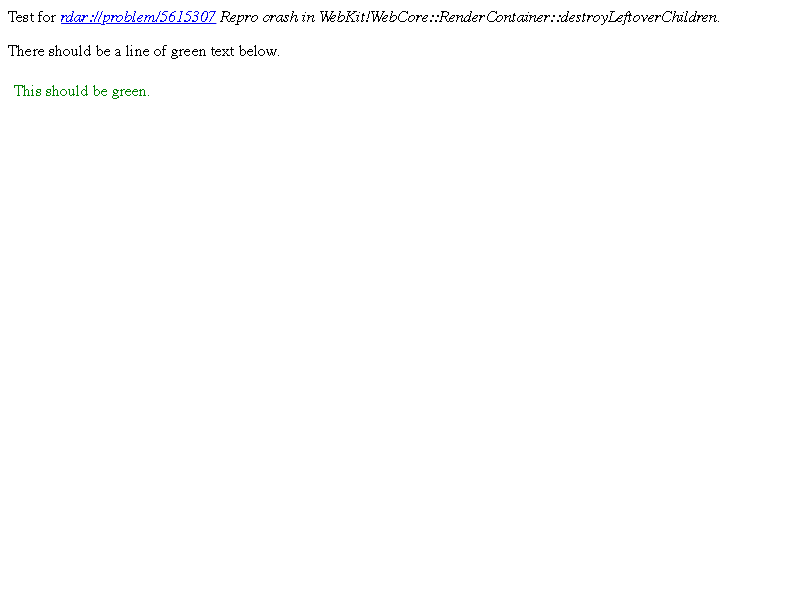 Test for rdar://problem/5615307 Repro crash in WebKit!WebCore::RenderContainer::destroyLeftoverChildren.
There should be a line of green text below.
This should be green.